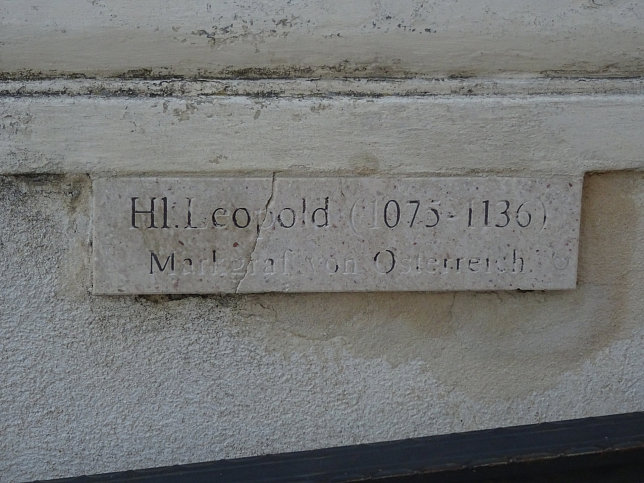 Hl. Leopold (1075-1136)
Markgraf von Österreich